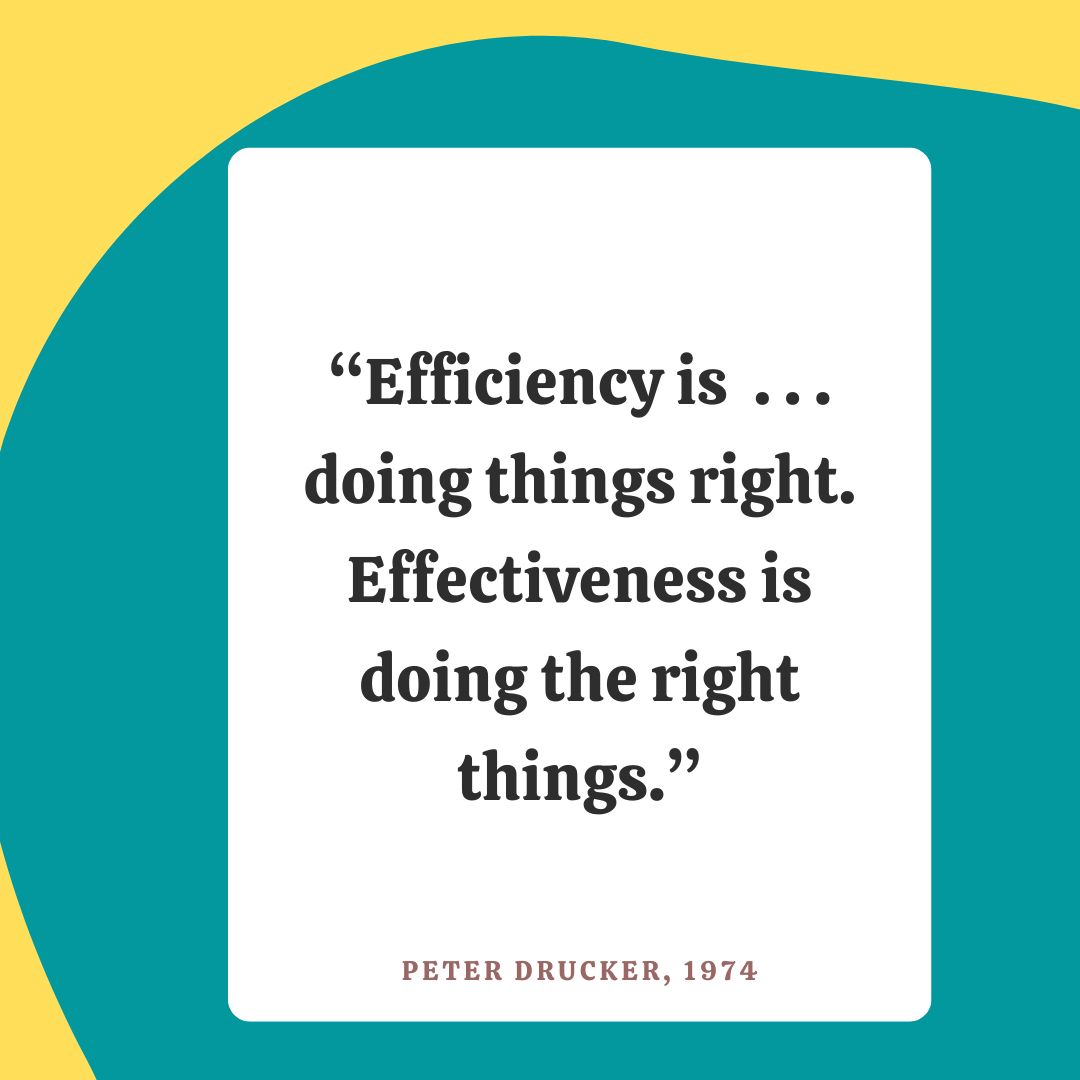 “Efficiency is . . .
doing things right.
Effectiveness is
doing the right
things.”
PETER DRUCKER, 1974